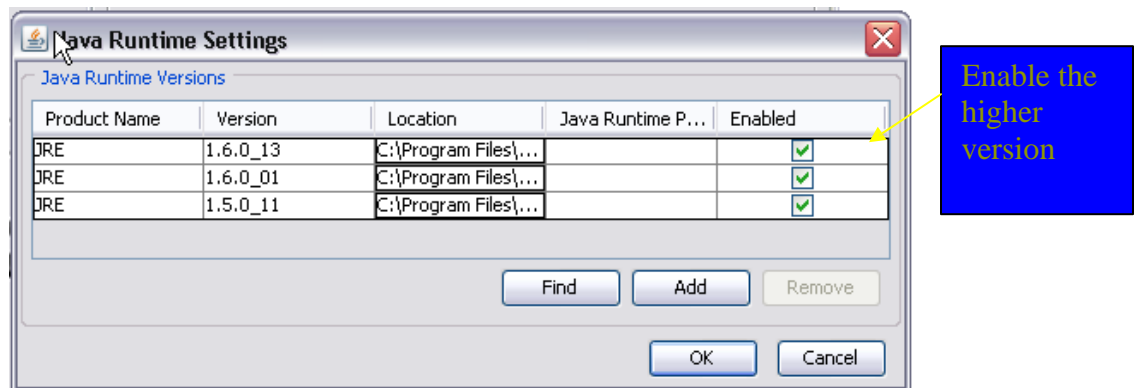 Java Runtime Settings
Java Runtime Versions
Product Name Version Location Java Runtime P... Enabled
JRE 1.6.0_13 C:\Program Files\...
JRE 1.6.0_01 C:\Program Files\...
JRE 1.5.0_11 C:\Program Files\...
Find Add Remove
OK Cancel
Enable the
higher
version